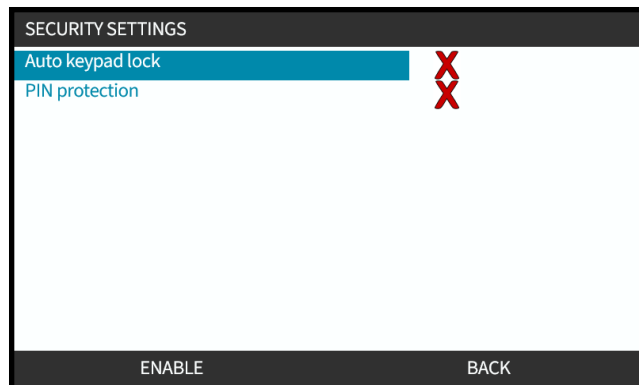 SECURITY SETTINGS
Auto keypad lock
PIN protection
ENABLE BACK